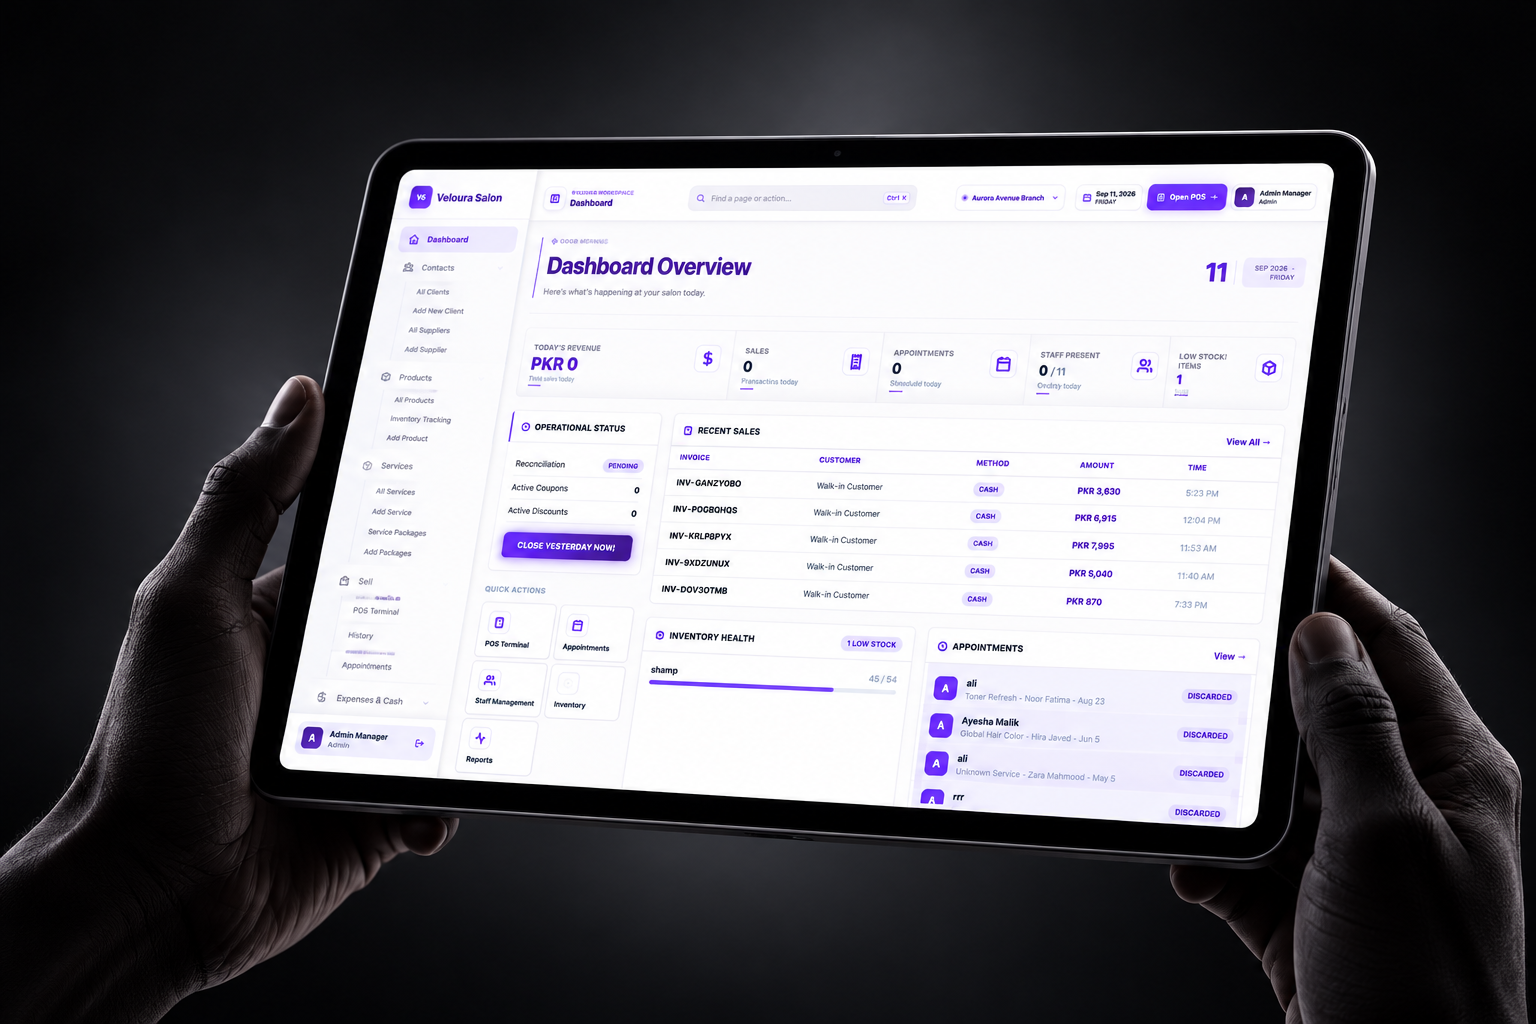 VS
Veloura Salon
Dashboard
Contacts
All Clients
Add New Client
All Suppliers
Add Supplier
Products
All Products
Inventory Tracking
Add Product
Services
All Services
Add Service
Service Packages
Add Packages
Sell
POS Terminal
History
Appointments
Expenses & Cash
A
Admin Manager
Admin
WORKSPACE
Dashboard
Find a page or action...
Ctrl K
Aurora Avenue Branch
Sep 11, 2026
FRIDAY
Open POS
A
Admin Manager
Admin
Dashboard Overview
Here's what's happening at your salon today.
11
SEP 2026 -
FRIDAY
TODAY'S REVENUE
PKR 0
sales today
SALES
0
today
APPOINTMENTS
0
today
STAFF PRESENT
0 / 11
today
LOW STOCK!
ITEMS
1
OPERATIONAL STATUS
Reconciliation
PENDING
Active Coupons
0
Active Discounts
0
CLOSE YESTERDAY NOW!
QUICK ACTIONS
POS Terminal
Appointments
Staff Management
Inventory
Reports
RECENT SALES
View All →
INVOICE CUSTOMER METHOD AMOUNT TIME
INV-GANZYOBO Walk-in Customer CASH PKR 3,630 5:23 PM
INV-POGBQHQS Walk-in Customer CASH PKR 6,915 12:04 PM
INV-KRLPBPYX Walk-in Customer CASH PKR 7,995 11:53 AM
INV-9XDZUNUX Walk-in Customer CASH PKR 5,040 11:40 AM
INV-DOV3OTMB Walk-in Customer CASH PKR 870 7:33 PM
INVENTORY HEALTH
1 LOW STOCK
shamp
45 / 54
APPOINTMENTS
View →
A
ali
Toner Refresh - Noor Fatima - Aug 23
DISCARDED
A
Ayesha Malik
Global Hair Color - Hira Javed - Jun 5
DISCARDED
A
ali
Unknown Service - Zara Mahmood - May 5
DISCARDED
A
rrr
DISCARDED